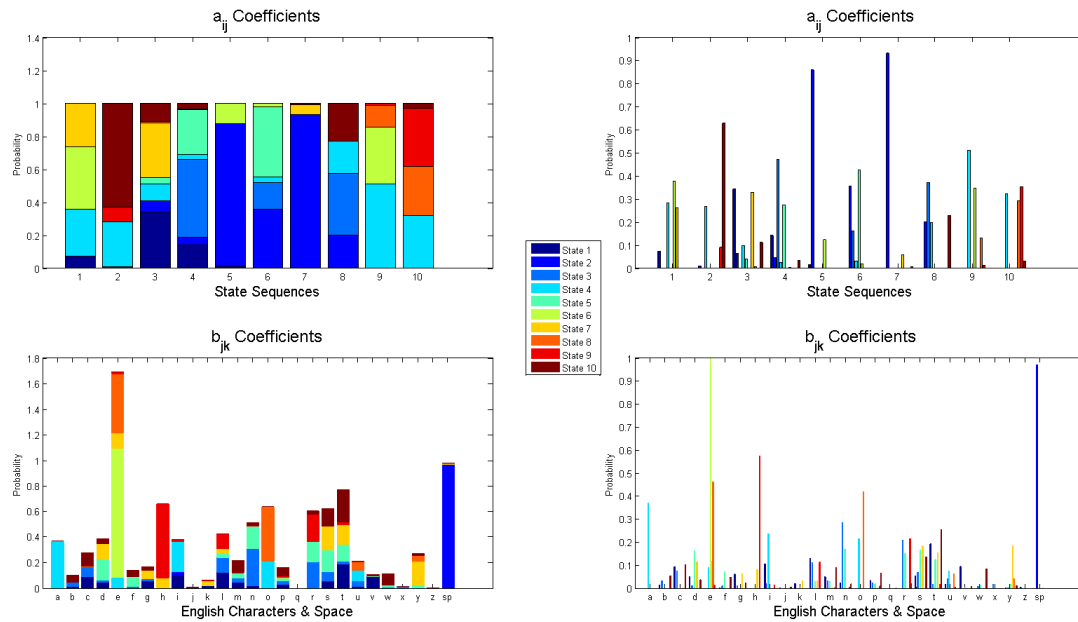 a_ij Coefficients
1.4
1.2
1
0.8
0.6
0.4
0.2
0
Probability
1 2 3 4 5 6 7 8 9 10
State Sequences
a_ij Coefficients
1
0.9
0.8
0.7
0.6
0.5
0.4
0.3
0.2
0.1
0
Probability
1 2 3 4 5 6 7 8 9 10
State Sequences
State 1
State 2
State 3
State 4
State 5
State 6
State 7
State 8
State 9
State 10
b_jk Coefficients
1.8
1.6
1.4
1.2
1
0.8
0.6
0.4
0.2
0
Probability
a b c d e f g h i j k l m n o p q r s t u v w x y z sp
English Characters & Space
b_jk Coefficients
1
0.9
0.8
0.7
0.6
0.5
0.4
0.3
0.2
0.1
0
Probability
a b c d e f g h i j k l m n o p q r s t u v w x y z sp
English Characters & Space